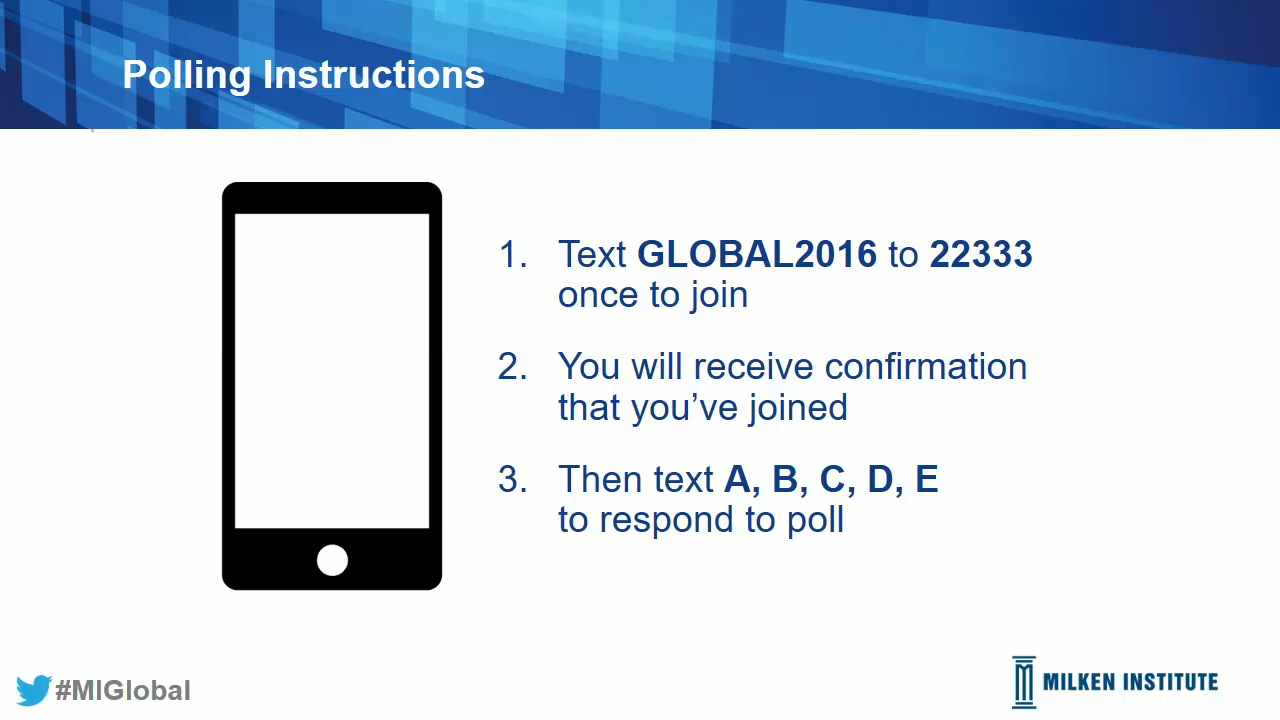 Polling Instructions
1. Text GLOBAL2016 to 22333
once to join
2. You will receive confirmation
that you’ve joined
3. Then text A, B, C, D, E
to respond to poll
#MIGlobal
MILKEN INSTITUTE